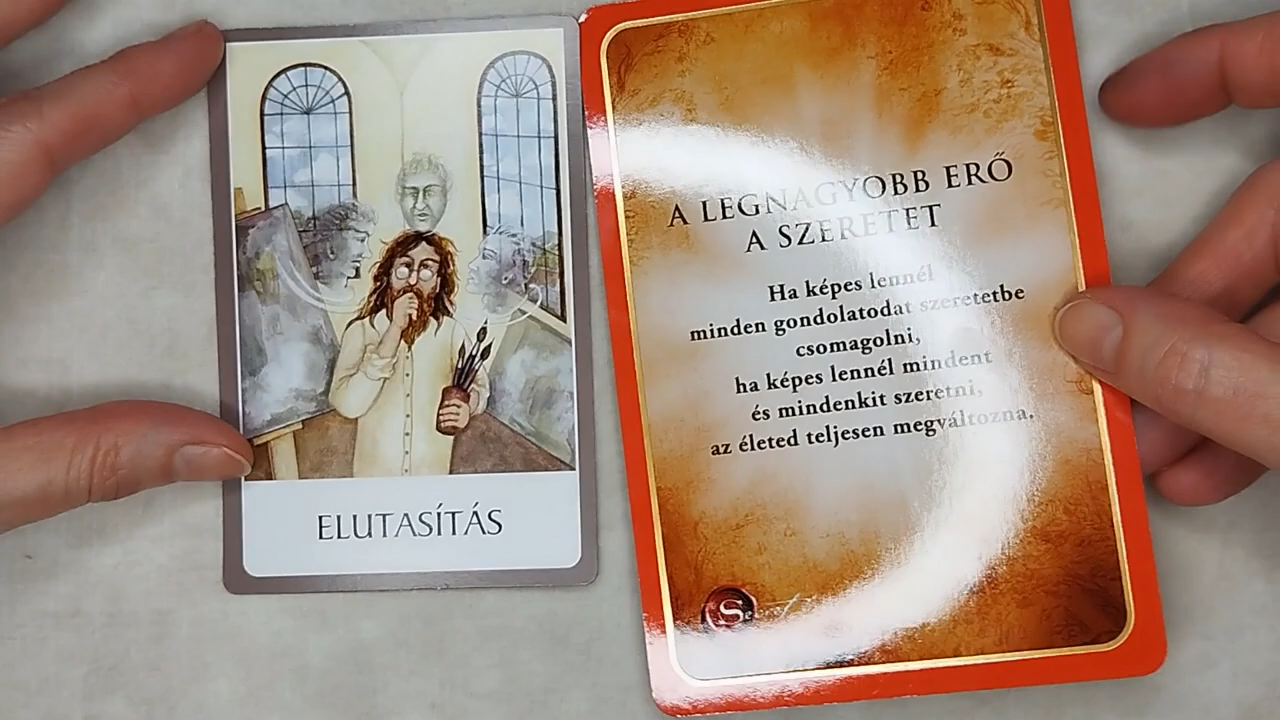 ELUTASÍTÁS
A LEGNAGYOBB ERŐ
A SZERETET
Ha képes lennél
minden gondolatodat szeretetbe
csomagolni,
ha képes lennél mindent
és mindenkit szeretni,
az életed teljesen megváltozna.